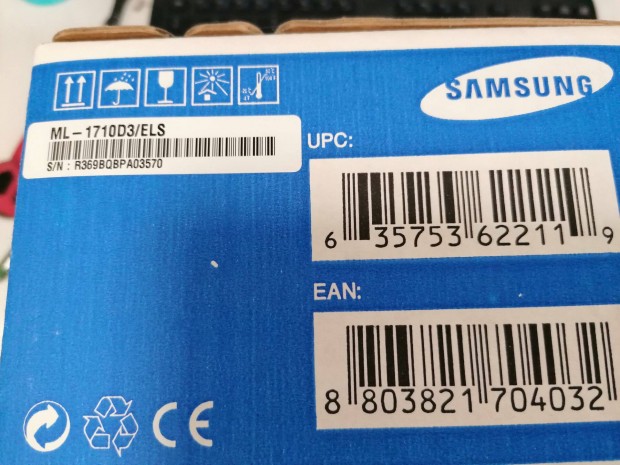 SAMSUNG
ML-1710D3/ELS
S/N : R369BQBPA03570
UPC:
6 35753 62211 9
EAN:
8 803821 704032
CE